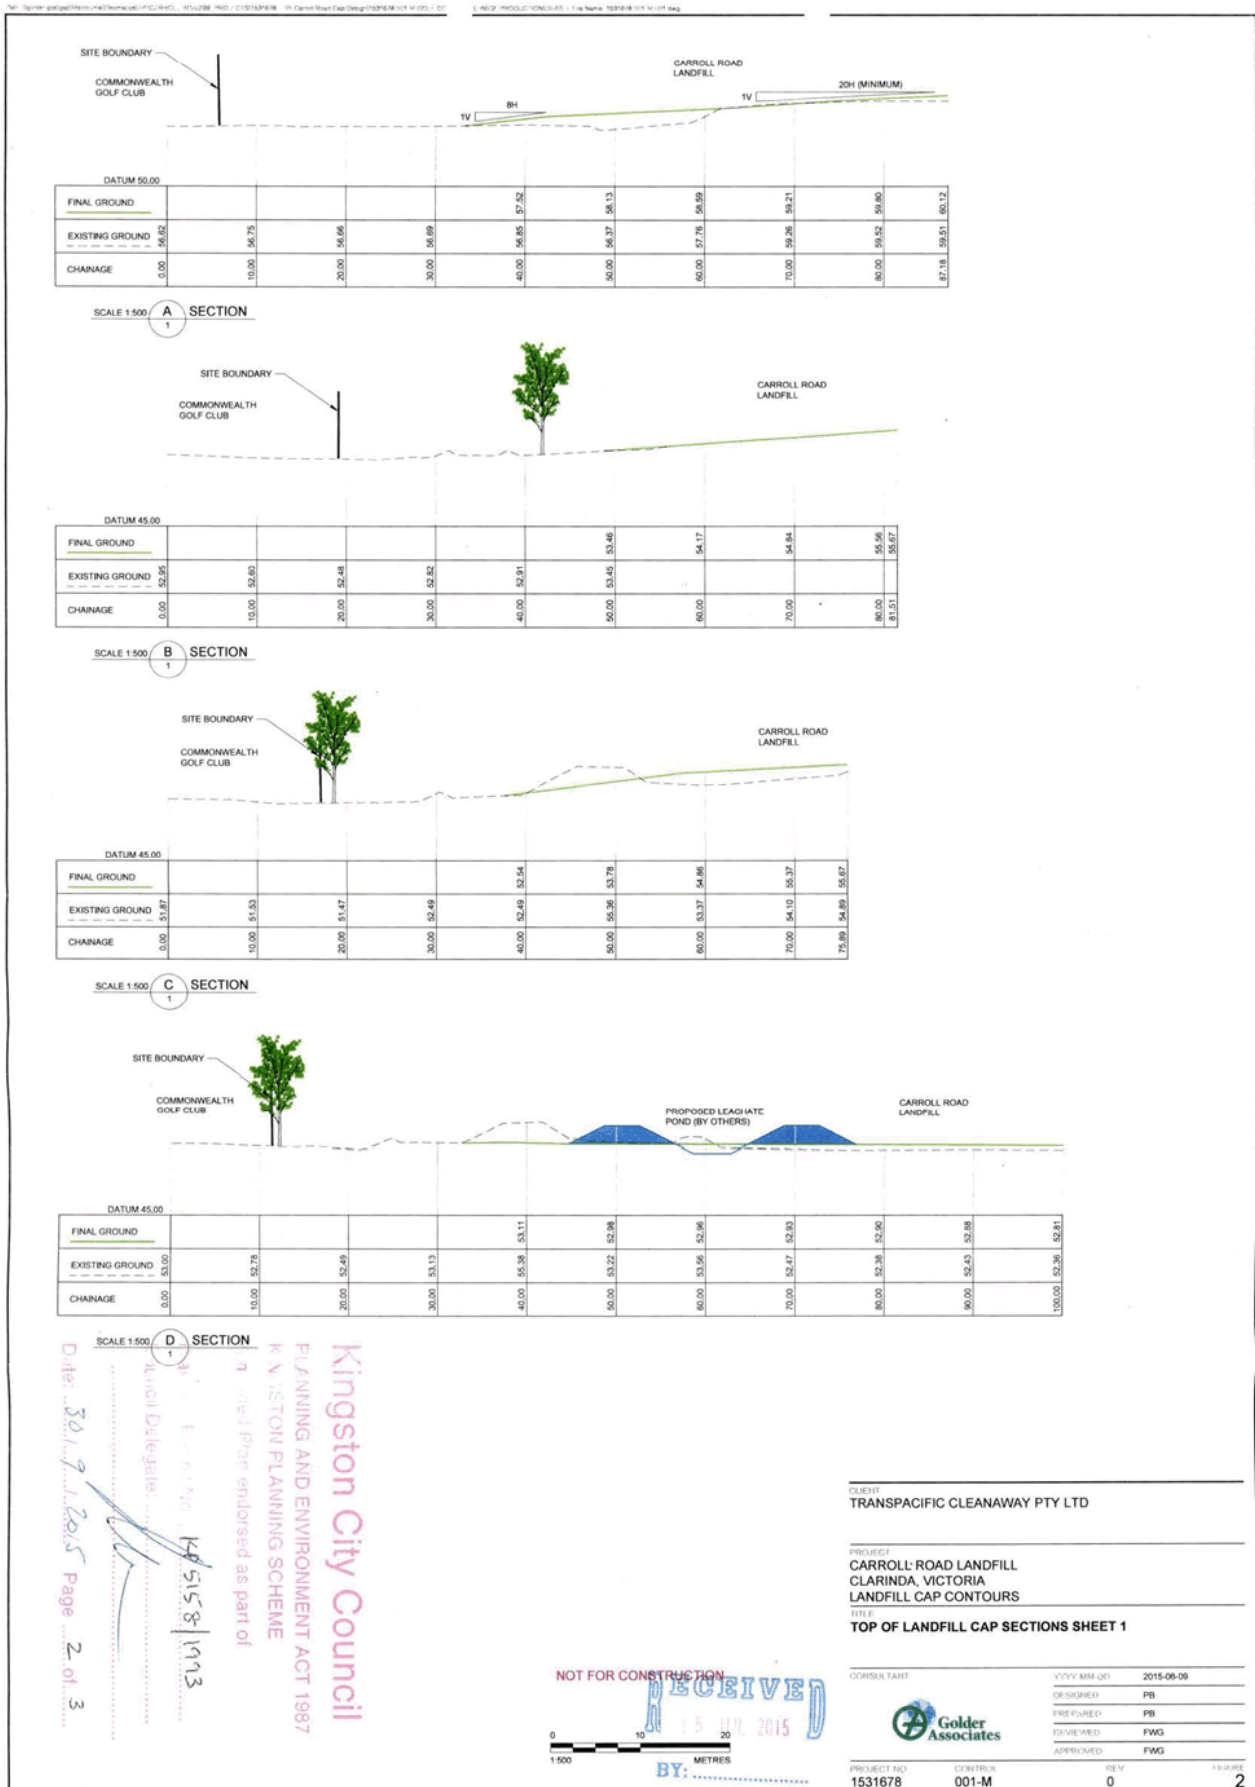 SITE BOUNDARY
COMMONWEALTH
GOLF CLUB
CARROLL ROAD
LANDFILL
1V
8H
1V
20H (MINIMUM)
DATUM 50.00
FINAL GROUND 57.52 58.13 58.59 59.21 59.80 60.12
EXISTING GROUND 56.62 56.75 56.66 56.69 56.85 56.37 57.76 59.26 59.52 59.51
CHAINAGE 0.00 10.00 20.00 30.00 40.00 50.00 60.00 70.00 80.00 87.18
SCALE 1:500 A SECTION
1
SITE BOUNDARY
COMMONWEALTH
GOLF CLUB
CARROLL ROAD
LANDFILL
DATUM 45.00
FINAL GROUND 53.46 54.17 54.84 55.56 55.67
EXISTING GROUND 52.95 52.60 52.48 52.82 52.91 53.45
CHAINAGE 0.00 10.00 20.00 30.00 40.00 50.00 60.00 70.00 80.00 81.51
SCALE 1:500 B SECTION
1
SITE BOUNDARY
COMMONWEALTH
GOLF CLUB
CARROLL ROAD
LANDFILL
DATUM 45.00
FINAL GROUND 52.54 53.78 54.86 55.37 55.67
EXISTING GROUND 51.87 51.53 51.47 52.49 52.49 55.36 53.37 54.10 54.89
CHAINAGE 0.00 10.00 20.00 30.00 40.00 50.00 60.00 70.00 75.89
SCALE 1:500 C SECTION
1
SITE BOUNDARY
COMMONWEALTH
GOLF CLUB
PROPOSED LEACHATE
POND (BY OTHERS)
CARROLL ROAD
LANDFILL
DATUM 45.00
FINAL GROUND 53.11 52.98 52.96 52.93 52.90 52.88 52.81
EXISTING GROUND 53.00 52.78 52.49 53.13 55.38 53.22 53.56 52.47 52.38 52.43 52.36
CHAINAGE 0.00 10.00 20.00 30.00 40.00 50.00 60.00 70.00 80.00 90.00 100.00
SCALE 1:500 D SECTION
1
Kingston City Council
PLANNING AND ENVIRONMENT ACT 1987
KINGSTON PLANNING SCHEME
Plan endorsed as part of
No.
Delegate:
Date: 30/9/2015 Page 2 of 3
NOT FOR CONSTRUCTION
RECEIVED
15 JUL 2015
BY:
0 10 20
1:500 METRES
CLIENT
TRANSPACIFIC CLEANAWAY PTY LTD
PROJECT
CARROLL ROAD LANDFILL
CLARINDA, VICTORIA
LANDFILL CAP CONTOURS
TITLE
TOP OF LANDFILL CAP SECTIONS SHEET 1
CONSULTANT
Golder
Associates
YYYY-MM-DD 2015-06-09
DESIGNED PB
PREPARED PB
REVIEWED FWG
APPROVED FWG
PROJECT NO CONTROL REV FIGURE
1531678 001-M 0 2